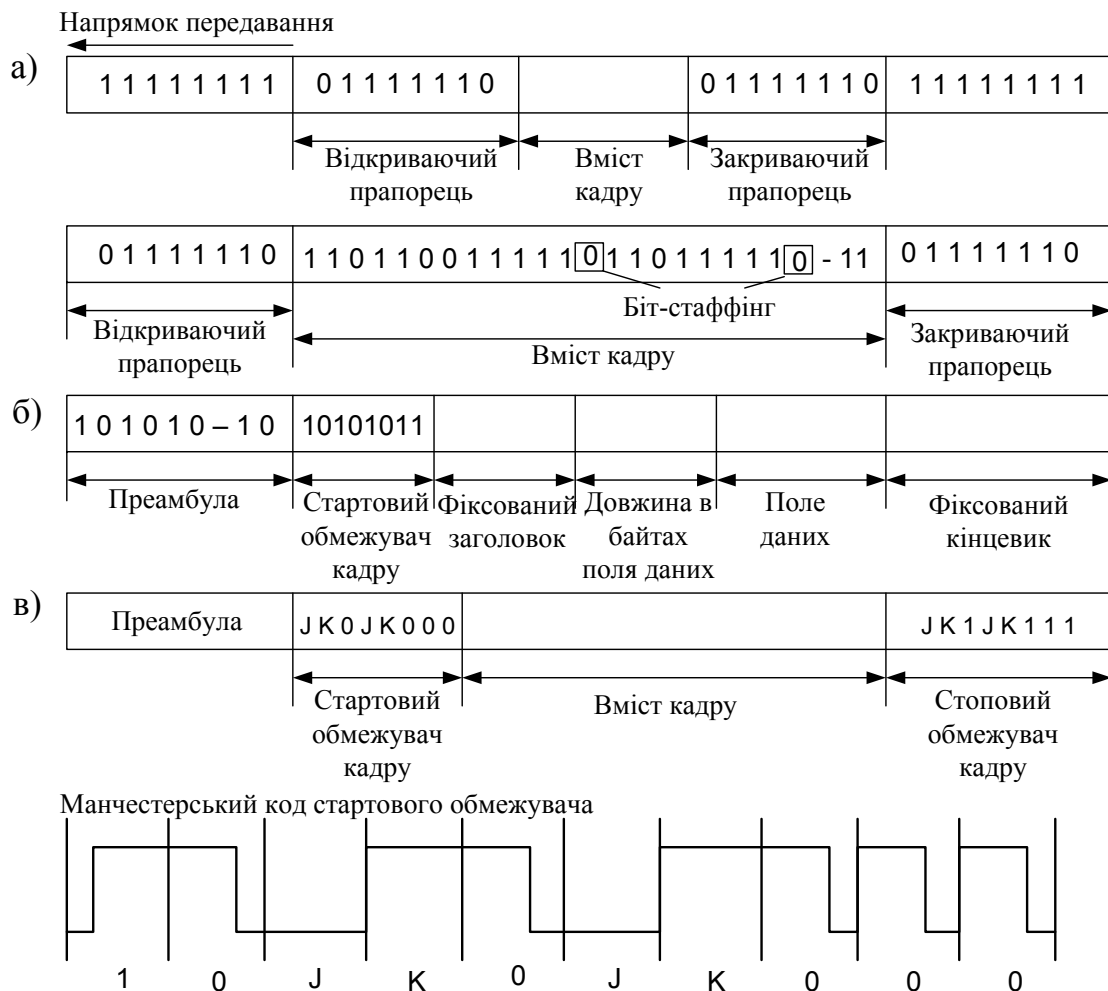 Напрямок передавання
а)
1 1 1 1 1 1 1 1 0 1 1 1 1 1 1 0 0 1 1 1 1 1 1 0 1 1 1 1 1 1 1 1
Відкриваючий прапорець
Вміст кадру
Закриваючий прапорець
0 1 1 1 1 1 1 0 1 1 0 1 1 0 0 1 1 1 1 1 0 1 1 0 1 1 1 1 1 0 - 11 0 1 1 1 1 1 1 0
Біт-стаффінг
Відкриваючий прапорець
Вміст кадру
Закриваючий прапорець
б)
1 0 1 0 1 0 – 1 0 10101011
Преамбула
Стартовий обмежувач кадру
Фіксований заголовок
Довжина в байтах поля даних
Поле даних
Фіксований кінцевик
в)
Преамбула J K 0 J K 0 0 0 J K 1 J K 1 1 1
Стартовий обмежувач кадру
Вміст кадру
Стоповий обмежувач кадру
Манчестерський код стартового обмежувача
1 0 J K 0 J K 0 0 0